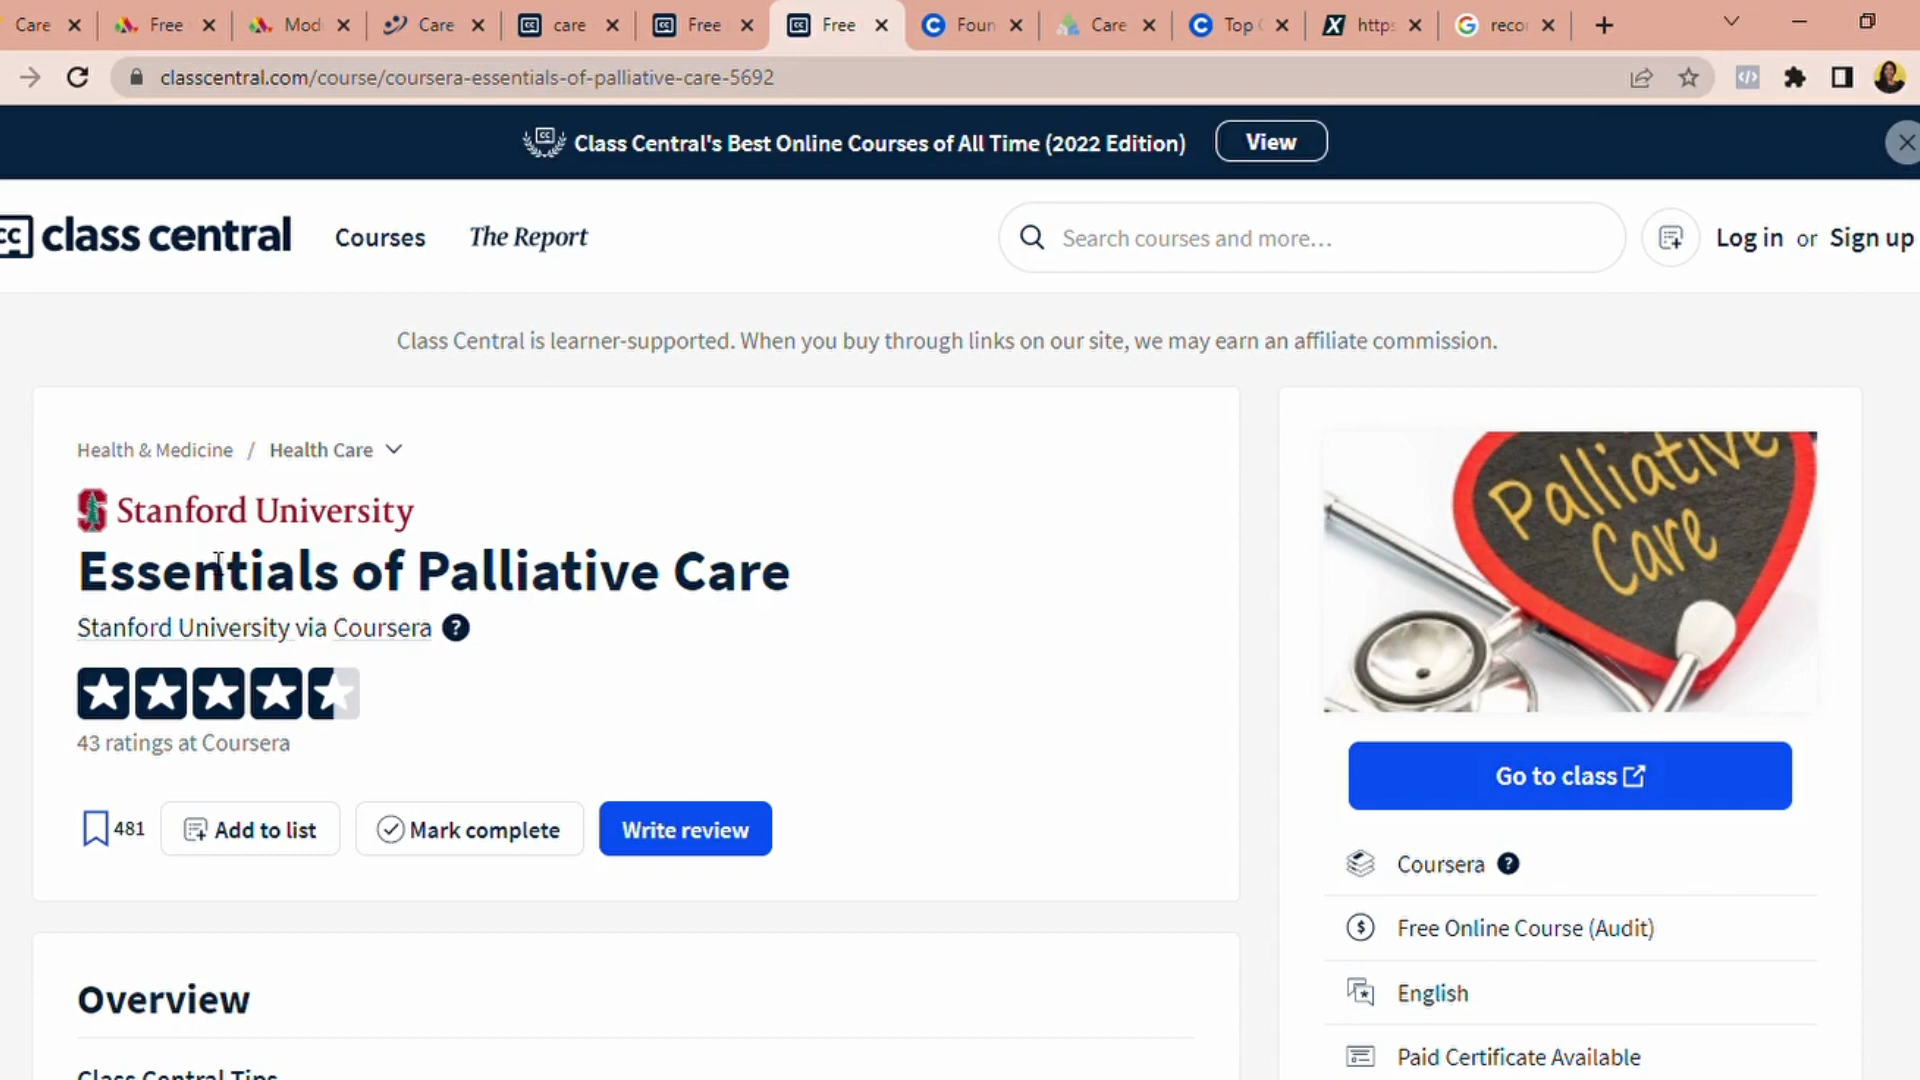 Care
Free
Mod
Care
care
Free
Free
Foun
Care
Top
https
recor
classcentral.com/course/coursera-essentials-of-palliative-care-5692
Class Central's Best Online Courses of All Time (2022 Edition)
View
class central
Courses
The Report
Search courses and more...
Log in or Sign up
Class Central is learner-supported. When you buy through links on our site, we may earn an affiliate commission.
Health & Medicine / Health Care
Stanford University
Essentials of Palliative Care
Stanford University via Coursera ?
43 ratings at Coursera
481
Add to list
Mark complete
Write review
Overview
Class Central Tips
Palliative
Care
Go to class
Coursera ?
Free Online Course (Audit)
English
Paid Certificate Available